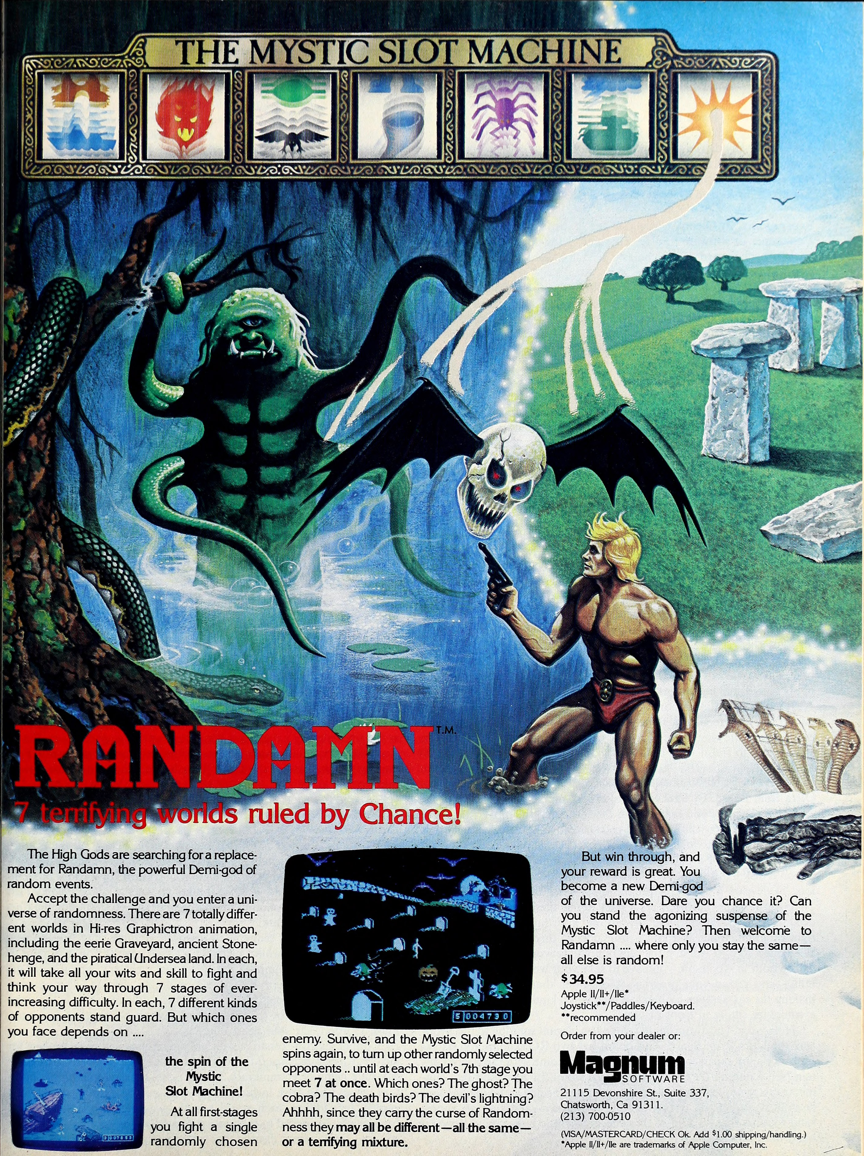 THE MYSTIC SLOT MACHINE
RANDAMN T.M.
7 terrifying worlds ruled by Chance!
The High Gods are searching for a replace-
ment for Randamn, the powerful Demi-god of
random events.
Accept the challenge and you enter a uni-
verse of randomness. There are 7 totally differ-
ent worlds in Hi-res Graphictron animation,
including the eerie Graveyard, ancient Stone-
henge, and the piratical Undersea land. In each,
it will take all your wits and skill to fight and
think your way through 7 stages of ever-
increasing difficulty. In each, 7 different kinds
of opponents stand guard. But which ones
you face depends on ....
the spin of the
Mystic
Slot Machine!
At all first-stages
you fight a single
randomly chosen
5 004730
enemy. Survive, and the Mystic Slot Machine
spins again, to turn up other randomly selected
opponents .. until at each world's 7th stage you
meet 7 at once. Which ones? The ghost? The
cobra? The death birds? The devil's lightning?
Ahhhh, since they carry the curse of Random-
ness they may all be different—all the same—
or a terrifying mixture.
But win through, and
your reward is great. You
become a new Demi-god
of the universe. Dare you chance it? Can
you stand the agonizing suspense of the
Mystic Slot Machine? Then welcome to
Randamn .... where only you stay the same—
all else is random!
$34.95
Apple II/II+/IIe*
Joystick**/Paddles/Keyboard.
**recommended
Order from your dealer or:
Magnum
SOFTWARE
21115 Devonshire St., Suite 337,
Chatsworth, Ca 91311.
(213) 700-0510
(VISA/MASTERCARD/CHECK Ok. Add $1.00 shipping/handling.)
*Apple II/II+/IIe are trademarks of Apple Computer, Inc.